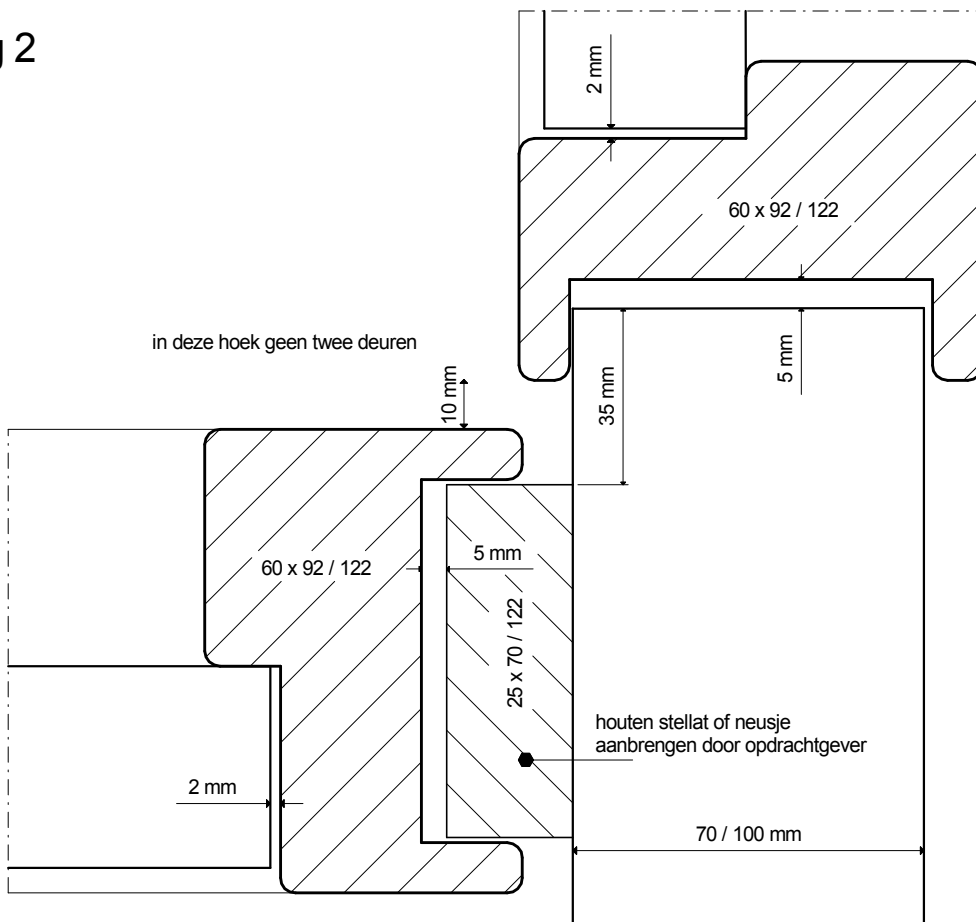 g 2
2 mm
60 x 92 / 122
in deze hoek geen twee deuren
10 mm
35 mm
5 mm
60 x 92 / 122
5 mm
25 x 70 / 122
houten stellat of neusje
aanbrengen door opdrachtgever
2 mm
70 / 100 mm